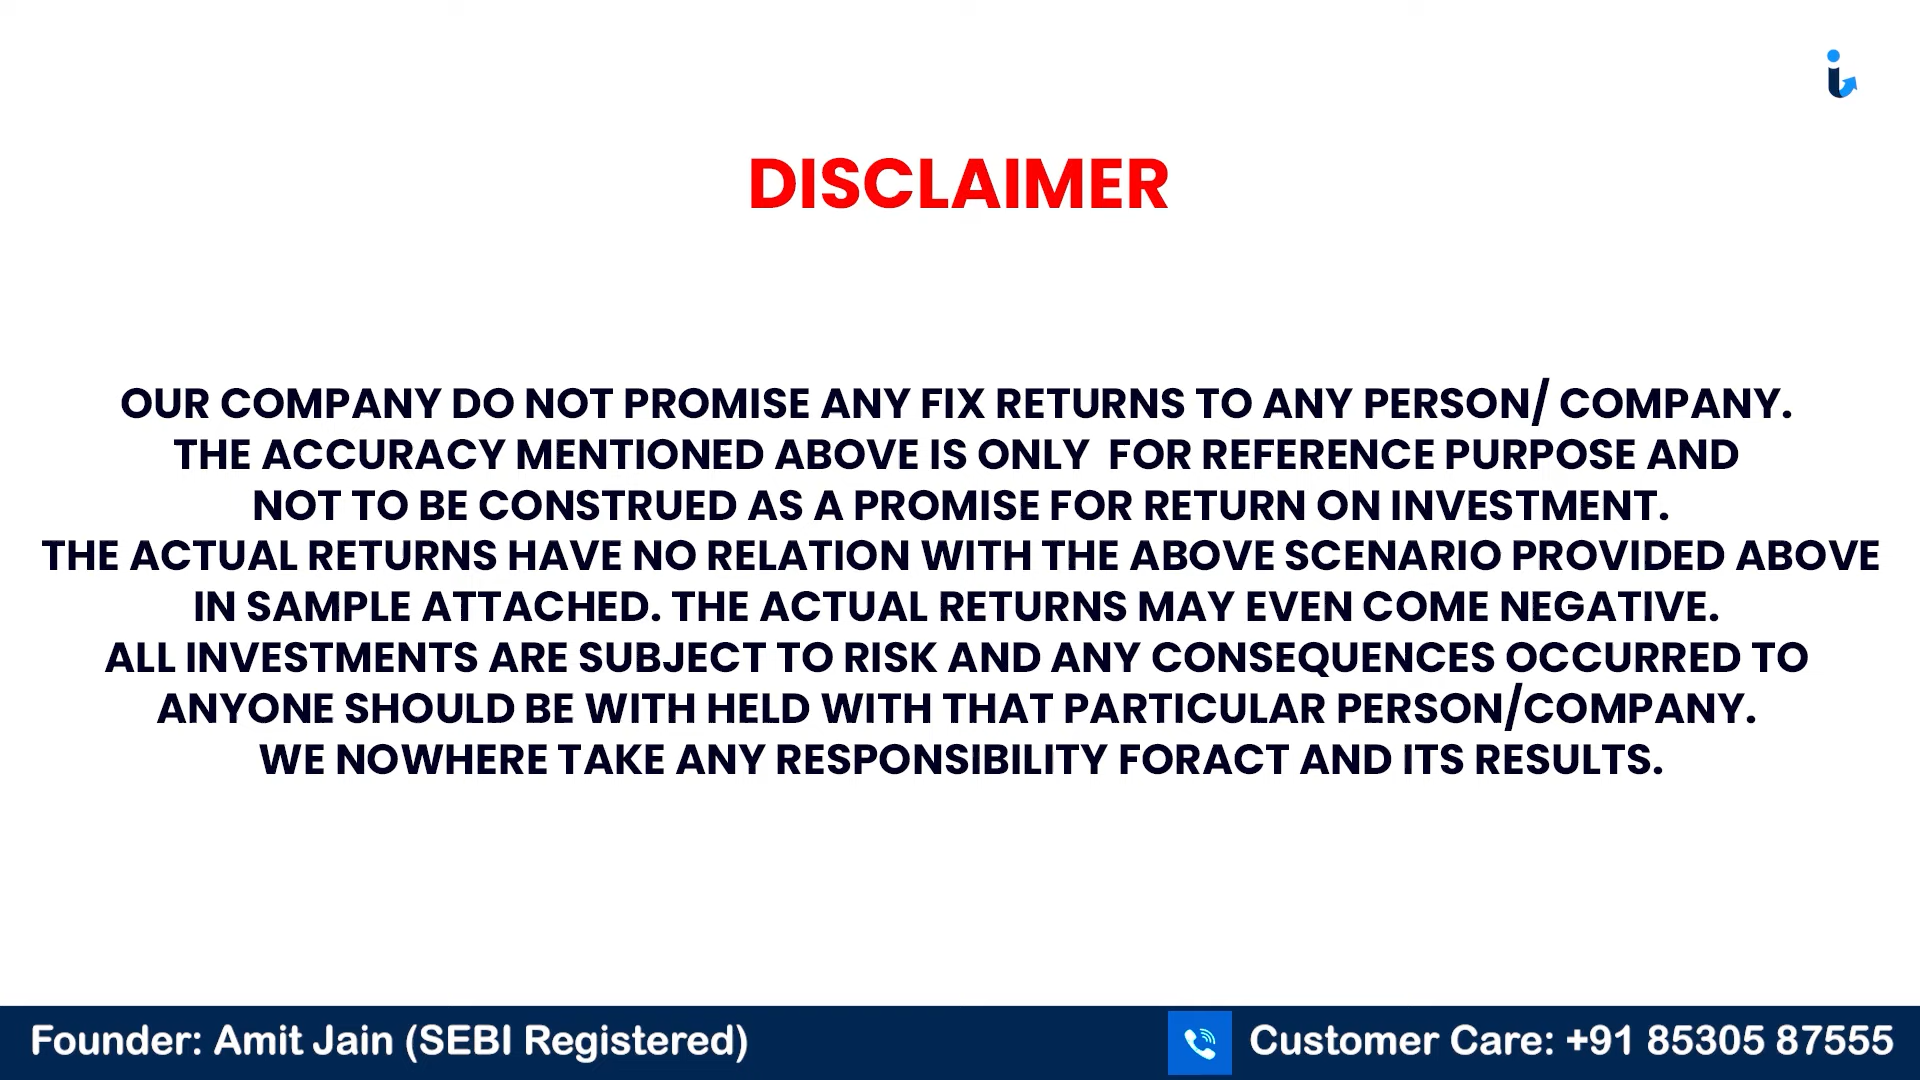 DISCLAIMER
OUR COMPANY DO NOT PROMISE ANY FIX RETURNS TO ANY PERSON/ COMPANY.
THE ACCURACY MENTIONED ABOVE IS ONLY  FOR REFERENCE PURPOSE AND
NOT TO BE CONSTRUED AS A PROMISE FOR RETURN ON INVESTMENT.
THE ACTUAL RETURNS HAVE NO RELATION WITH THE ABOVE SCENARIO PROVIDED ABOVE
IN SAMPLE ATTACHED. THE ACTUAL RETURNS MAY EVEN COME NEGATIVE.
ALL INVESTMENTS ARE SUBJECT TO RISK AND ANY CONSEQUENCES OCCURRED TO
ANYONE SHOULD BE WITH HELD WITH THAT PARTICULAR PERSON/COMPANY.
WE NOWHERE TAKE ANY RESPONSIBILITY FORACT AND ITS RESULTS.
Founder: Amit Jain (SEBI Registered)
Customer Care: +91 85305 87555